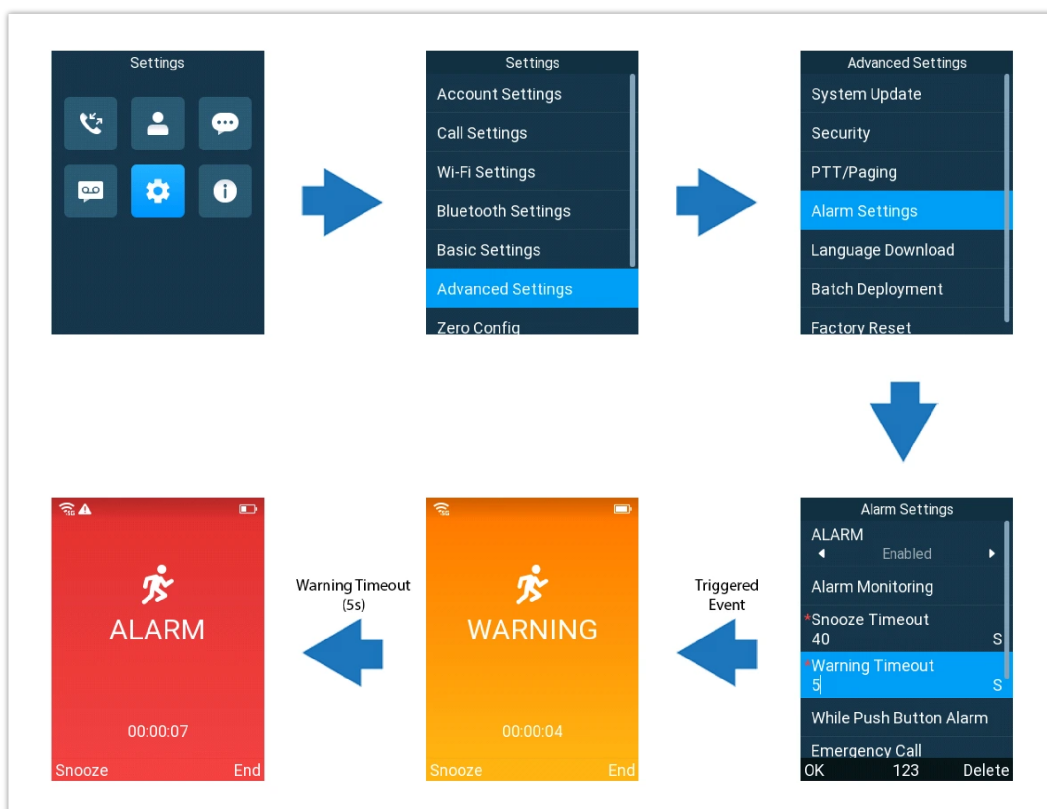 Settings
Settings
Account Settings
Call Settings
Wi-Fi Settings
Bluetooth Settings
Basic Settings
Advanced Settings
Zero Config
Advanced Settings
System Update
Security
PTT/Paging
Alarm Settings
Language Download
Batch Deployment
Factory Reset
Alarm Settings
ALARM
Enabled
Alarm Monitoring
*Snooze Timeout
40 S
*Warning Timeout
5 S
While Push Button Alarm
Emergency Call
OK 123 Delete
Triggered
Event
WARNING
00:00:04
Snooze End
Warning Timeout
(5s)
ALARM
00:00:07
Snooze End